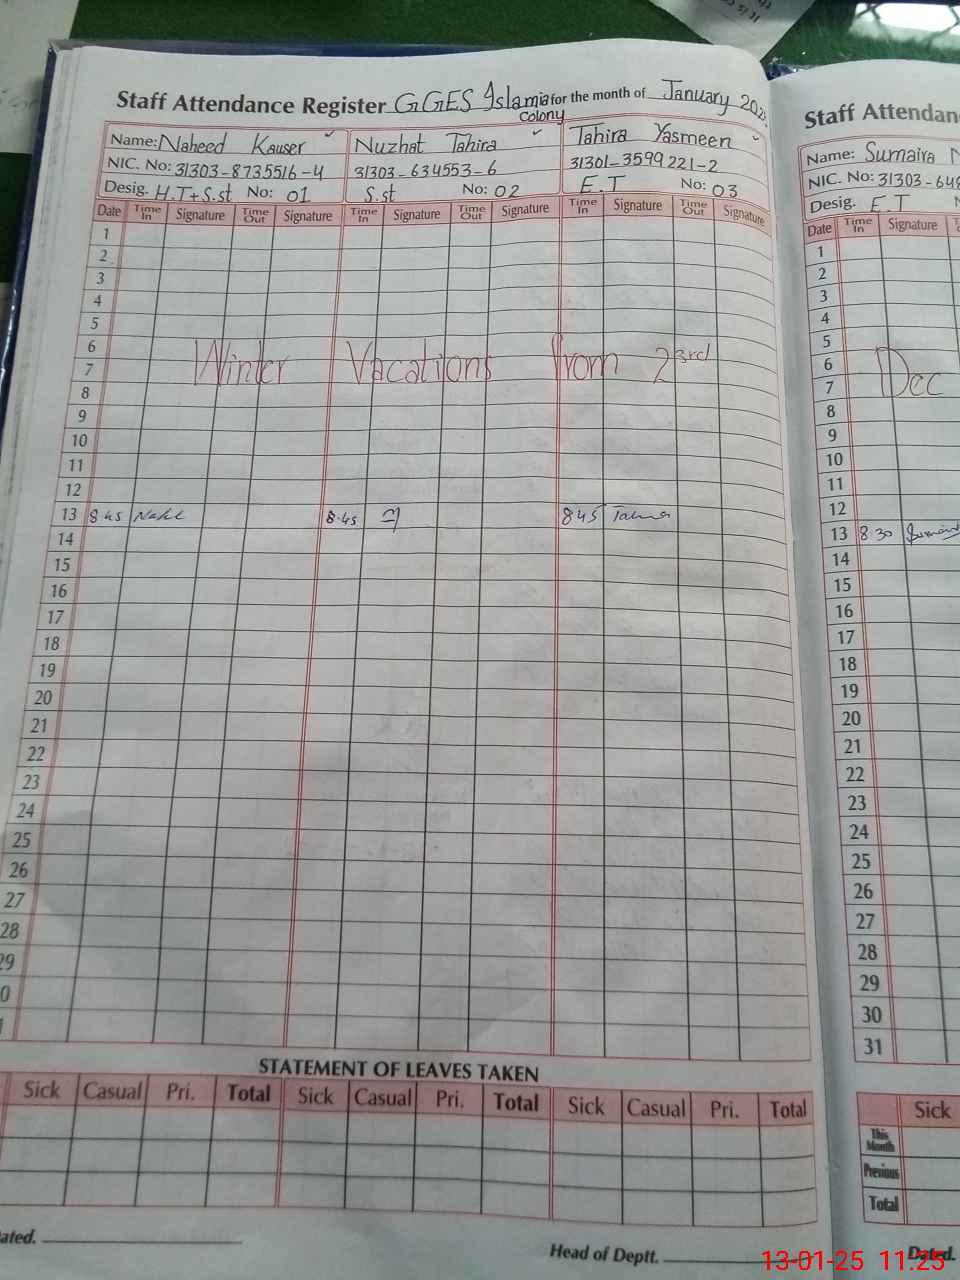 Staff Attendance Register GGES Islamia Colony for the month of January
Name: Naheed Kauser Nuzhat Tahira Tahira Yasmeen
NIC. No: 31303-8735516-4 31303-634553-6 31301-3599221-2
Desig. H.T+S.st No: 01 S.st No: 02 E.T No: 03
Date Time In Signature Time Out Signature Time In Signature Time Out Signature Time In Signature Time Out Signature
1
2
3
4
5
6
Winter Vacations from 23rd
7
8
9
10
11
12
13 8 45 8.45 8 45
14
15
16
17
18
19
20
21
22
23
24
25
26
27
28
29
STATEMENT OF LEAVES TAKEN
Sick Casual Pri. Total Sick Casual Pri. Total Sick Casual Pri. Total
Head of Deptt.
Staff Attendan
Name: Sumaira
NIC. No: 31303-648
Desig. E.T
Date Time In Signature
1
2
3
4
5
6
Dec
7
8
9
10
11
12
13 8 30
14
15
16
17
18
19
20
21
22
23
24
25
26
27
28
29
30
31
Sick
This Month
Previous
Total
Dated.
13-01-25 11:25